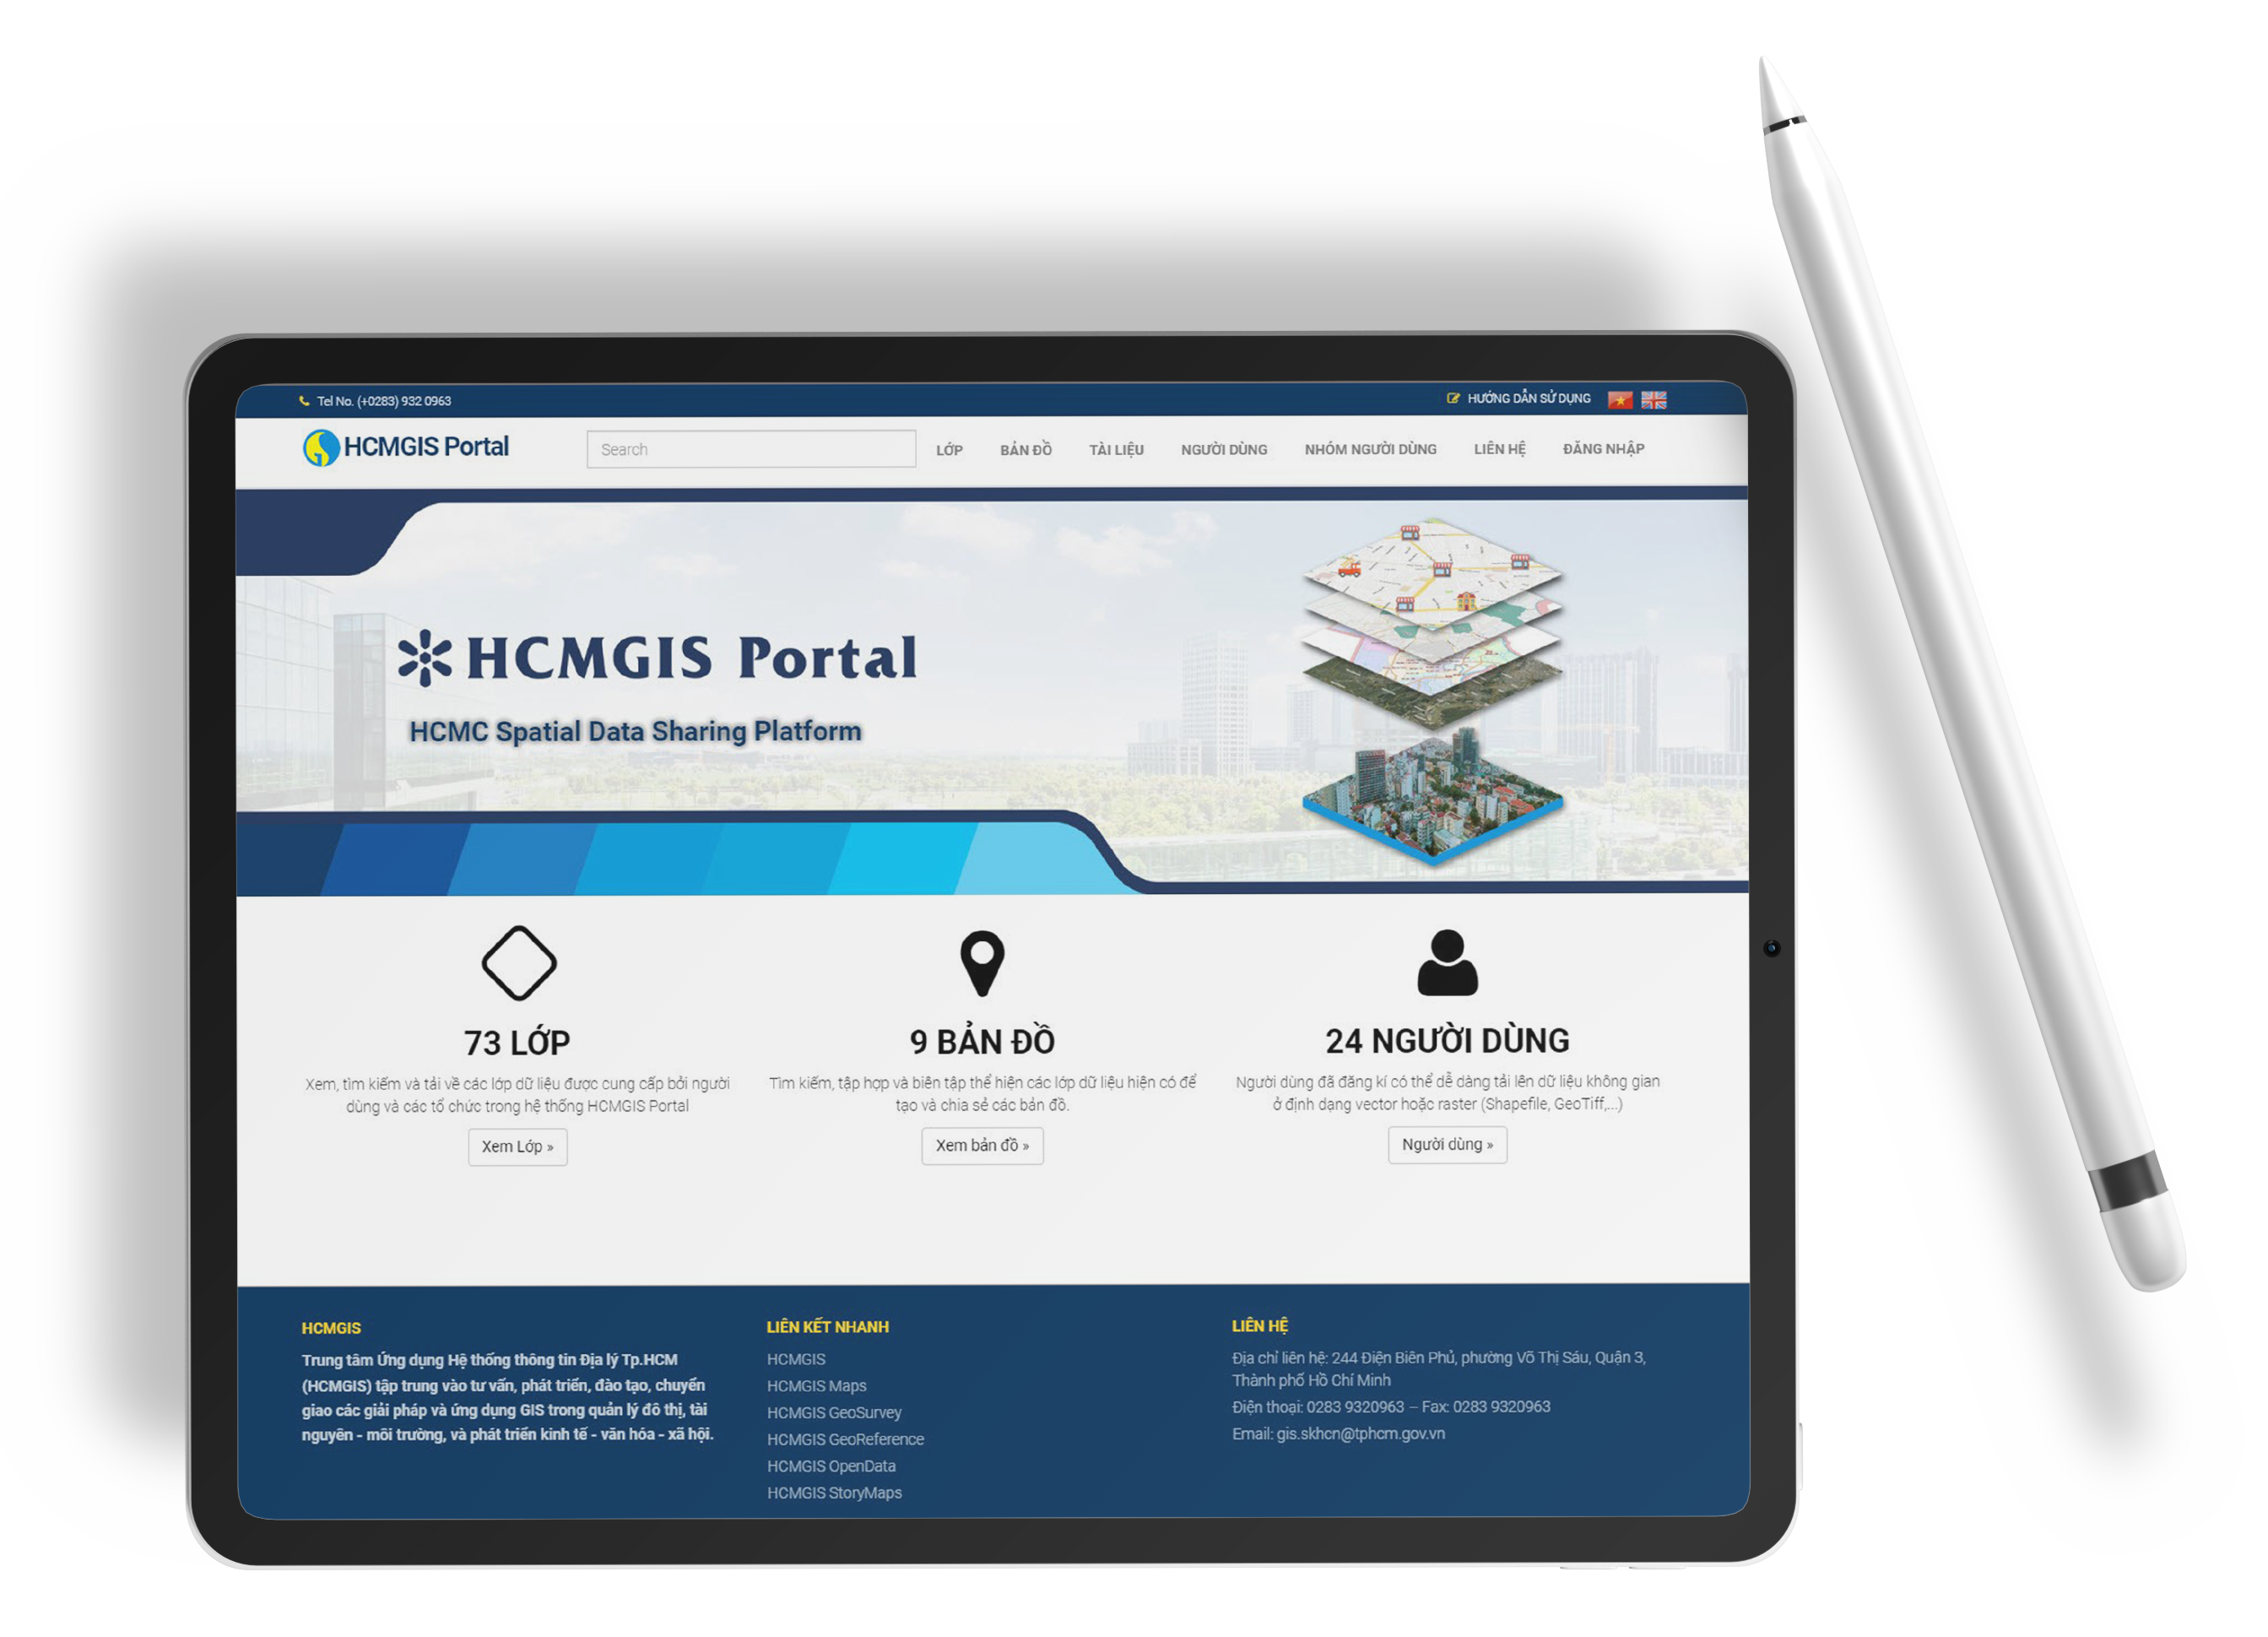 Tel No. (+0283) 932 0963
HƯỚNG DẪN SỬ DỤNG
HCMGIS Portal
Search
LỚP
BẢN ĐỒ
TÀI LIỆU
NGƯỜI DÙNG
NHÓM NGƯỜI DÙNG
LIÊN HỆ
ĐĂNG NHẬP
HCMGIS Portal
HCMC Spatial Data Sharing Platform
73 LỚP
Xem, tìm kiếm và tải về các lớp dữ liệu được cung cấp bởi người
dùng và các tổ chức trong hệ thống HCMGIS Portal
Xem Lớp »
9 BẢN ĐỒ
Tìm kiếm, tập hợp và biên tập thể hiện các lớp dữ liệu hiện có để
tạo và chia sẻ các bản đồ.
Xem bản đồ »
24 NGƯỜI DÙNG
Người dùng đã đăng kí có thể dễ dàng tải lên dữ liệu không gian
ở định dạng vector hoặc raster (Shapefile, GeoTiff,...)
Người dùng »
HCMGIS
Trung tâm Ứng dụng Hệ thống thông tin Địa lý Tp.HCM
(HCMGIS) tập trung vào tư vấn, phát triển, đào tạo, chuyển
giao các giải pháp và ứng dụng GIS trong quản lý đô thị, tài
nguyên - môi trường, và phát triển kinh tế - văn hóa - xã hội.
LIÊN KẾT NHANH
HCMGIS
HCMGIS Maps
HCMGIS GeoSurvey
HCMGIS GeoReference
HCMGIS OpenData
HCMGIS StoryMaps
LIÊN HỆ
Địa chỉ liên hệ: 244 Điện Biên Phủ, phường Võ Thị Sáu, Quận 3,
Thành phố Hồ Chí Minh
Điện thoại: 0283 9320963 – Fax: 0283 9320963
Email: gis.skhcn@tphcm.gov.vn